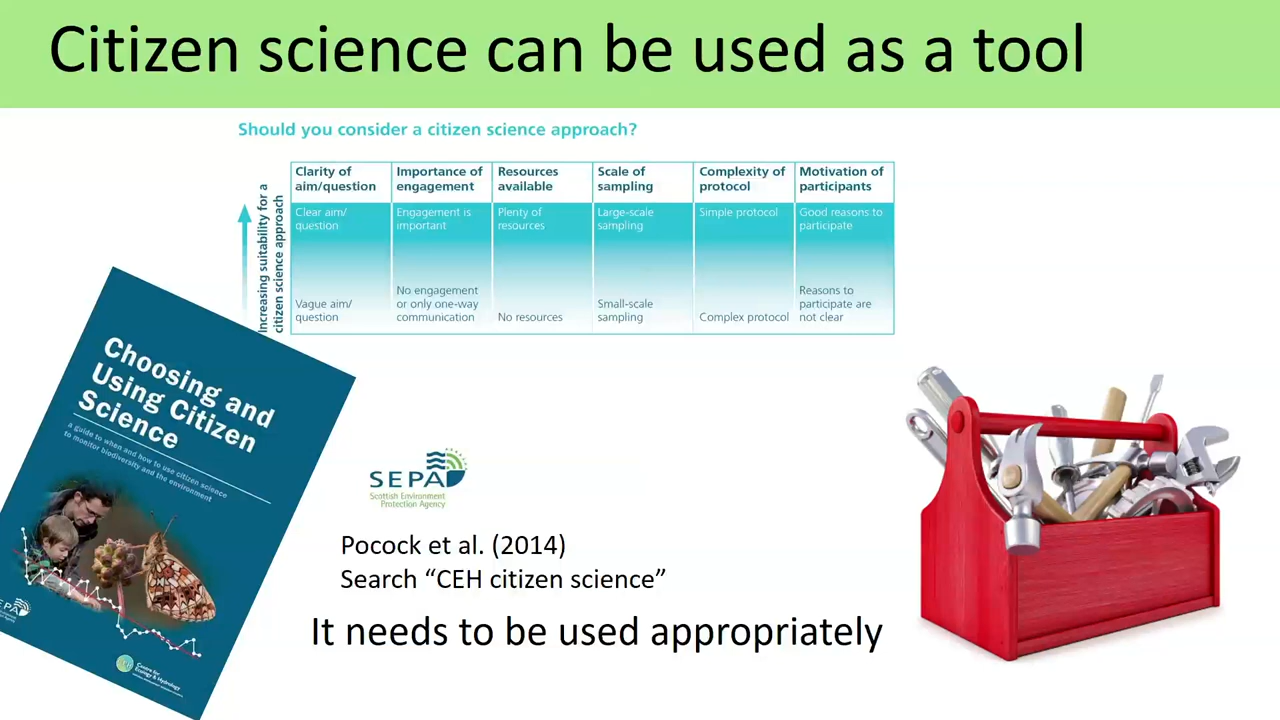 Citizen science can be used as a tool
Should you consider a citizen science approach?
Increasing suitability for a
citizen science approach
Clarity of
aim/question
Importance of
engagement
Resources
available
Scale of
sampling
Complexity of
protocol
Motivation of
participants
Clear aim/
question
Engagement is
important
Plenty of
resources
Large-scale
sampling
Simple protocol
Good reasons to
participate
Vague aim/
question
No engagement
or only one-way
communication
No resources
Small-scale
sampling
Complex protocol
Reasons to
participate are
not clear
Choosing and
Using Citizen
Science
a guide to when and how to use citizen science
to monitor biodiversity and the environment
SEPA
Centre for
Ecology & Hydrology
SEPA
Scottish Environment
Protection Agency
Pocock et al. (2014)
Search “CEH citizen science”
It needs to be used appropriately